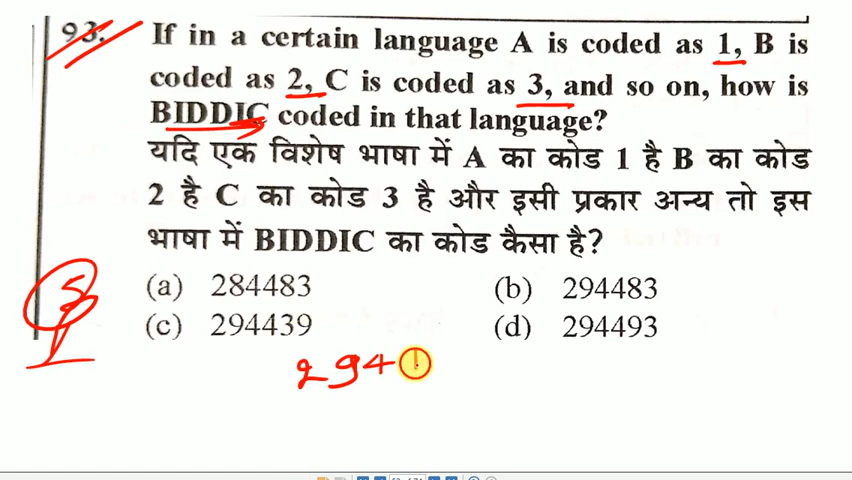 93. If in a certain language A is coded as 1, B is
coded as 2, C is coded as 3, and so on, how is
BIDDIC coded in that language?
यदि एक विशेष भाषा में A का कोड 1 है B का कोड
2 है C का कोड 3 है और इसी प्रकार अन्य तो इस
भाषा में BIDDIC का कोड कैसा है?
(a) 284483 (b) 294483
(c) 294439 (d) 294493
294